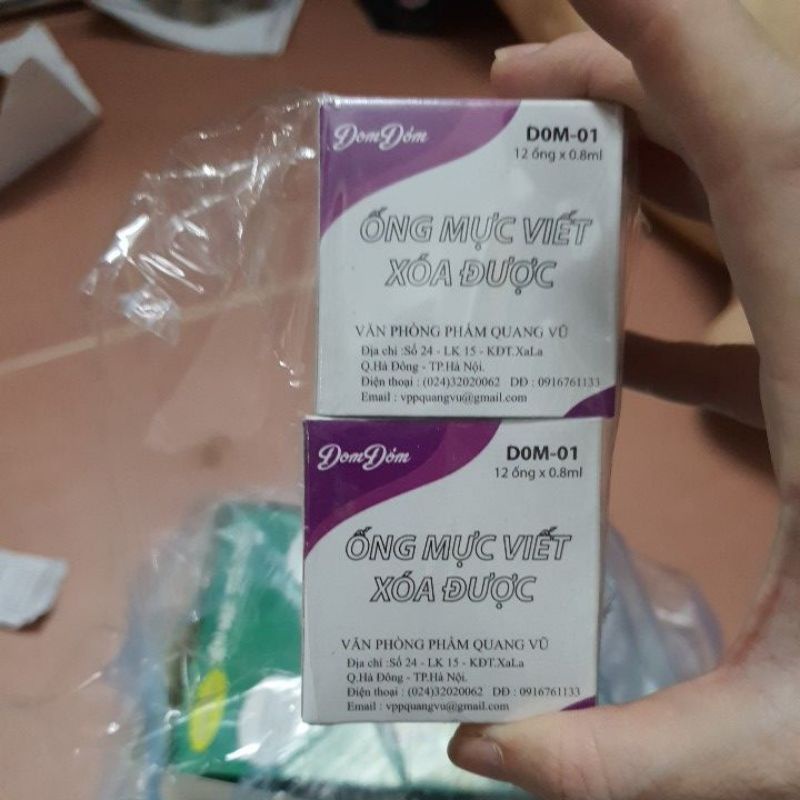 DomDóm
DOM-01
12 ống x 0.8ml
ỐNG MỰC VIẾT
XÓA ĐƯỢC
VĂN PHÒNG PHẨM QUANG VŨ
Địa chỉ :Số 24 - LK 15 - KĐT.XaLa
Q.Hà Đông - TP.Hà Nội.
Điện thoại : (024)32020062 DĐ : 0916761133
Email : vppquangvu@gmail.com
DomDóm
DOM-01
12 ống x 0.8ml
ỐNG MỰC VIẾT
XÓA ĐƯỢC
VĂN PHÒNG PHẨM QUANG VŨ
Địa chỉ :Số 24 - LK 15 - KĐT.XaLa
Q.Hà Đông - TP.Hà Nội.
Điện thoại : (024)32020062 DĐ : 0916761133
Email : vppquangvu@gmail.com